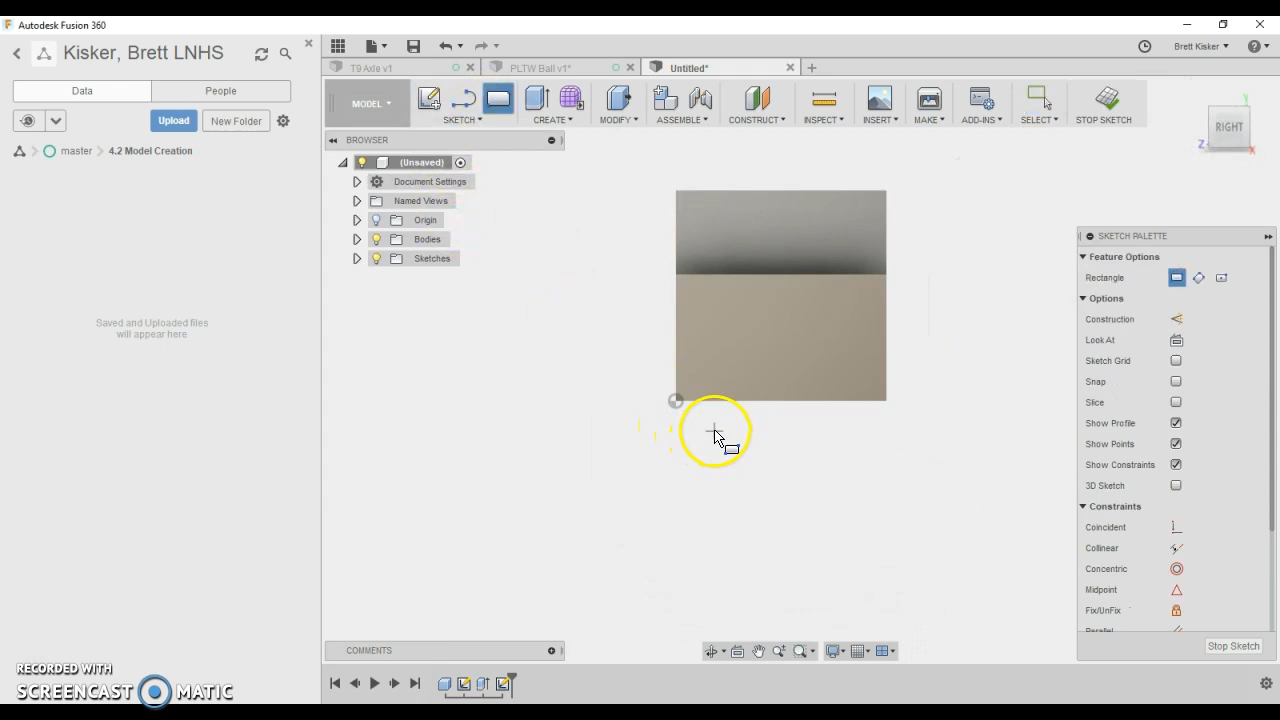 Autodesk Fusion 360
Kisker, Brett LNHS
Data People
Upload New Folder
master 4.2 Model Creation
Saved and Uploaded files
will appear here
T9 Axle v1 PLTW Ball v1* Untitled*
Brett Kisker
MODEL SKETCH CREATE MODIFY ASSEMBLE CONSTRUCT INSPECT INSERT MAKE ADD-INS SELECT STOP SKETCH
BROWSER
(Unsaved)
Document Settings
Named Views
Origin
Bodies
Sketches
RIGHT
Y
Z
X
SKETCH PALETTE
Feature Options
Rectangle
Options
Construction
Look At
Sketch Grid
Snap
Slice
Show Profile
Show Points
Show Constraints
3D Sketch
Constraints
Coincident
Collinear
Concentric
Midpoint
Fix/UnFix
Parallel
Stop Sketch
COMMENTS
RECORDED WITH
SCREENCAST MATIC